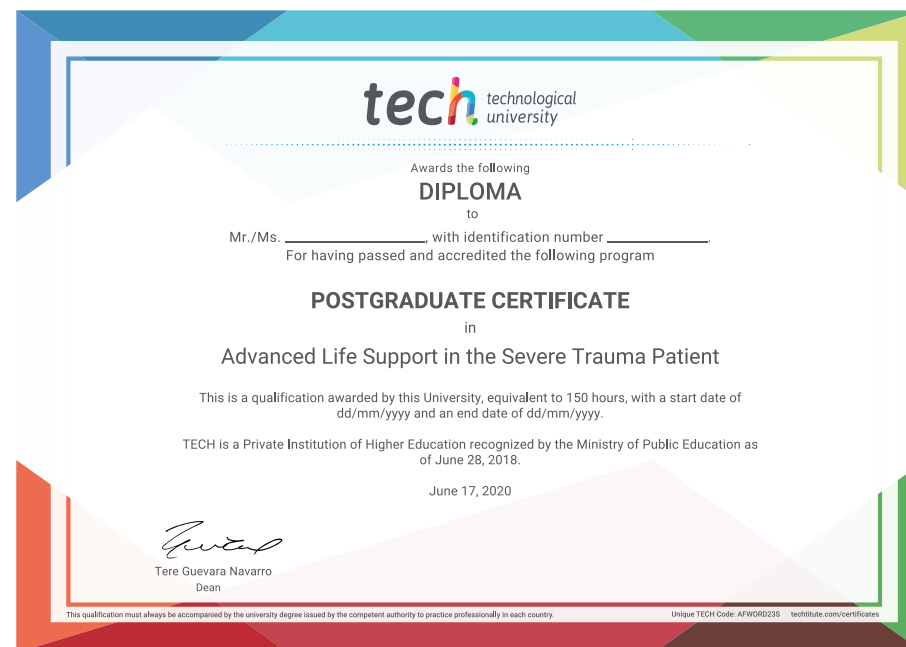 tech technological
university
Awards the following
DIPLOMA
to
Mr./Ms. ____________________, with identification number ______________.
For having passed and accredited the following program
POSTGRADUATE CERTIFICATE
in
Advanced Life Support in the Severe Trauma Patient
This is a qualification awarded by this University, equivalent to 150 hours, with a start date of
dd/mm/yyyy and an end date of dd/mm/yyyy.
TECH is a Private Institution of Higher Education recognized by the Ministry of Public Education as
of June 28, 2018.
June 17, 2020
Tere Guevara Navarro
Dean
This qualification must always be accompanied by the university degree issued by the competent authority to practice professionally in each country. Unique TECH Code: AFWORD23S techtitute.com/certificates